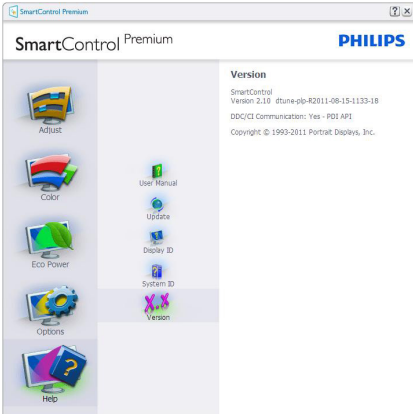 SmartControl Premium
SmartControl Premium
PHILIPS
Adjust
Color
Eco Power
Options
Help
User Manual
Update
Display ID
System ID
X.X
Version
Version
SmartControl
Version 2.10 dtune-plp-R2011-08-15-1133-18
DDC/CI Communication: Yes - PDI API
Copyright © 1993-2011 Portrait Displays, Inc.